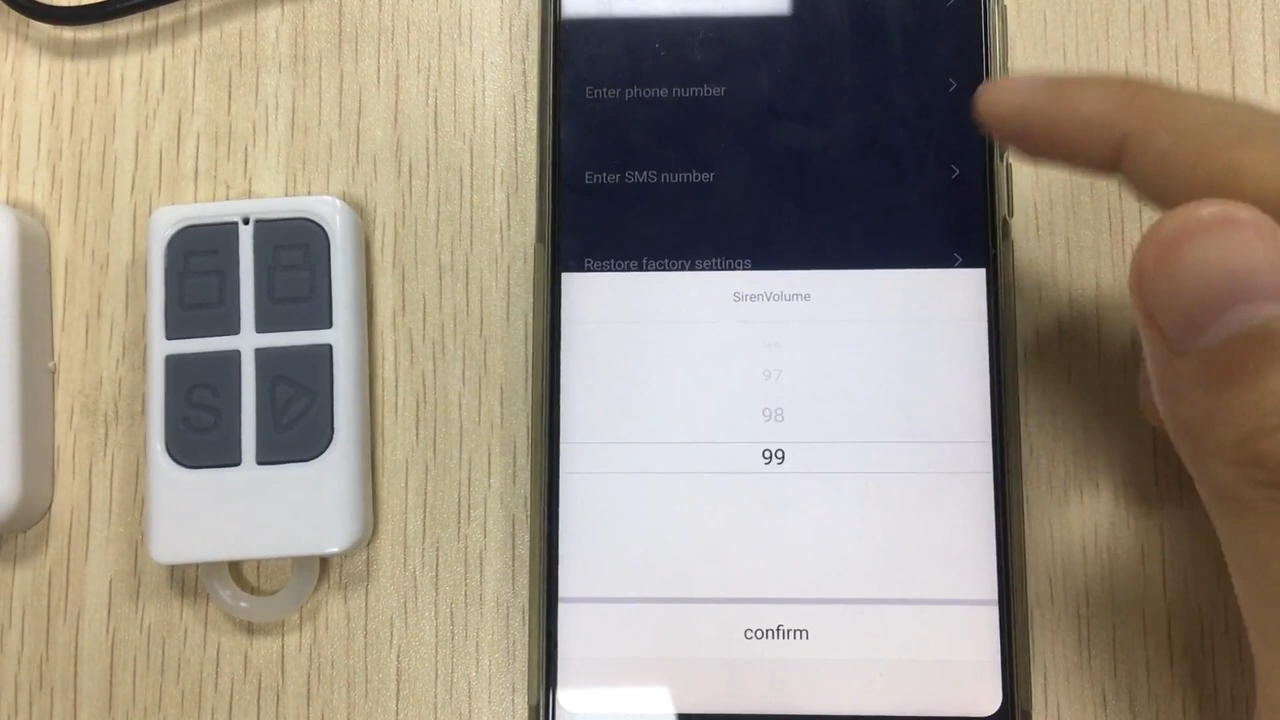 Enter phone number
Enter SMS number
Restore factory settings
SirenVolume
97
98
99
confirm
S